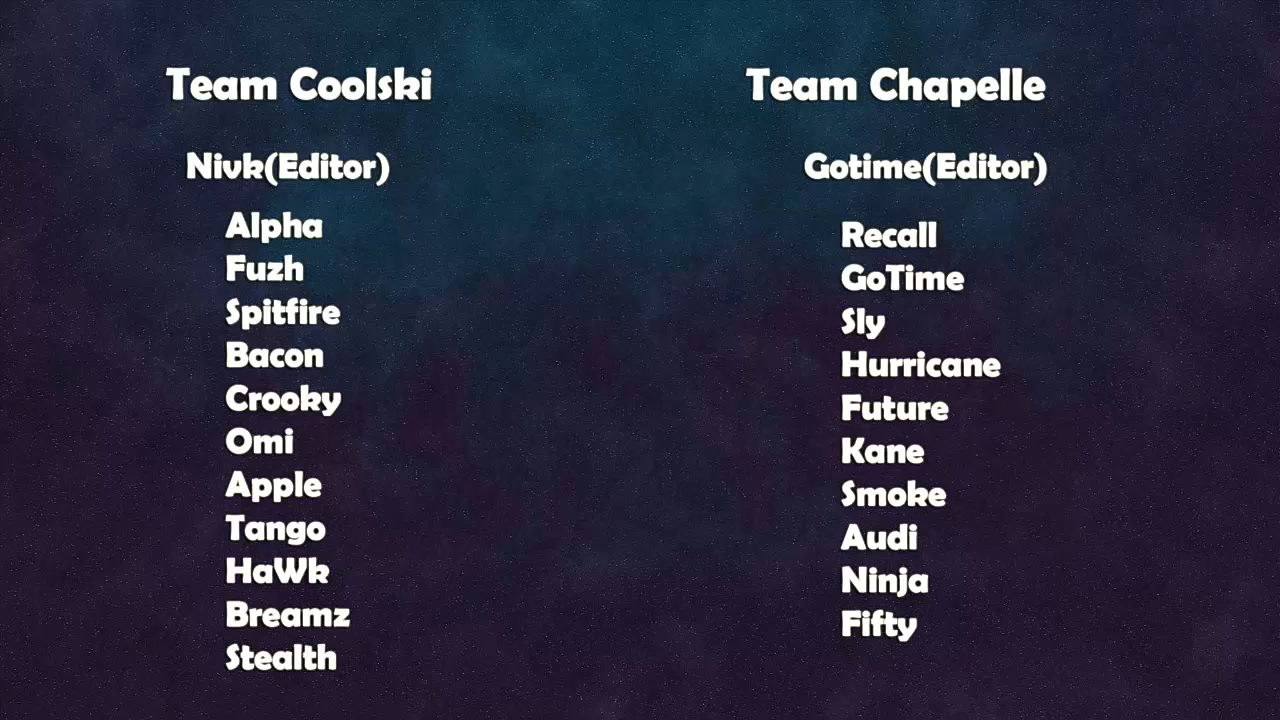 Team Coolski
Nivk(Editor)
Alpha
Fuzh
Spitfire
Bacon
Crooky
Omi
Apple
Tango
HaWk
Breamz
Stealth
Team Chapelle
Gotime(Editor)
Recall
GoTime
Sly
Hurricane
Future
Kane
Smoke
Audi
Ninja
Fifty